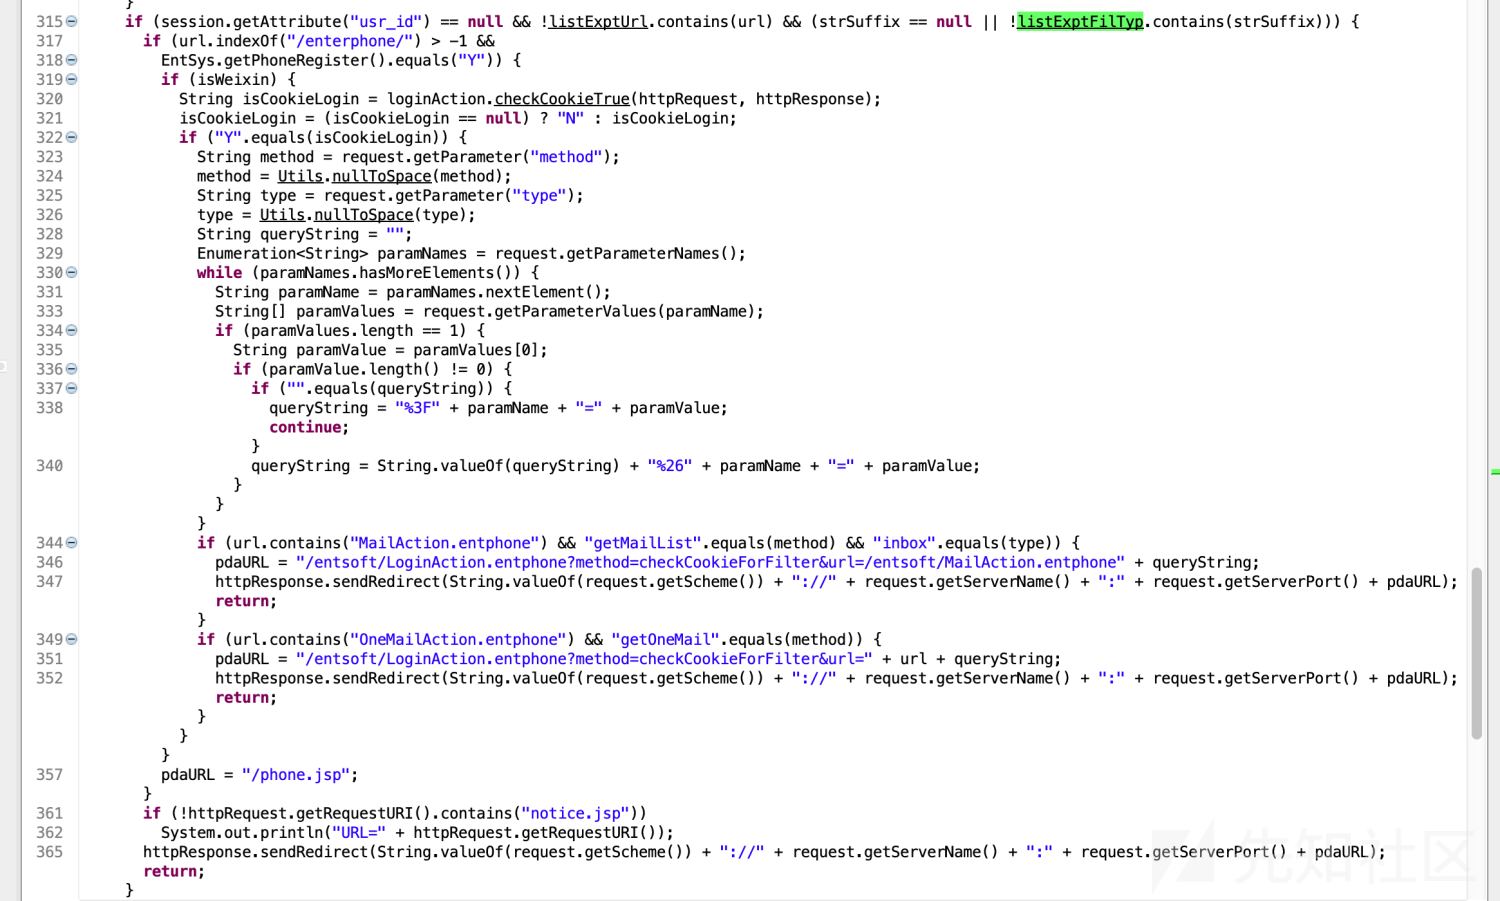 }
315 if (session.getAttribute("usr_id") == null && !listExptUrl.contains(url) && (strSuffix == null || !listExptFilTyp.contains(strSuffix))) {
317 if (url.indexOf("/enterphone/") > -1 &&
318 EntSys.getPhoneRegister().equals("Y")) {
319 if (isWeixin) {
320 String isCookieLogin = loginAction.checkCookieTrue(httpRequest, httpResponse);
321 isCookieLogin = (isCookieLogin == null) ? "N" : isCookieLogin;
322 if ("Y".equals(isCookieLogin)) {
323 String method = request.getParameter("method");
324 method = Utils.nullToSpace(method);
325 String type = request.getParameter("type");
326 type = Utils.nullToSpace(type);
328 String queryString = "";
329 Enumeration<String> paramNames = request.getParameterNames();
330 while (paramNames.hasMoreElements()) {
331 String paramName = paramNames.nextElement();
333 String[] paramValues = request.getParameterValues(paramName);
334 if (paramValues.length == 1) {
335 String paramValue = paramValues[0];
336 if (paramValue.length() != 0) {
337 if ("".equals(queryString)) {
338 queryString = "%3F" + paramName + "=" + paramValue;
continue;
}
340 queryString = String.valueOf(queryString) + "%26" + paramName + "=" + paramValue;
}
}
}
344 if (url.contains("MailAction.entphone") && "getMailList".equals(method) && "inbox".equals(type)) {
346 pdaURL = "/entsoft/LoginAction.entphone?method=checkCookieForFilter&url=/entsoft/MailAction.entphone" + queryString;
347 httpResponse.sendRedirect(String.valueOf(request.getScheme()) + "://" + request.getServerName() + ":" + request.getServerPort() + pdaURL);
return;
}
349 if (url.contains("OneMailAction.entphone") && "getOneMail".equals(method)) {
351 pdaURL = "/entsoft/LoginAction.entphone?method=checkCookieForFilter&url=" + url + queryString;
352 httpResponse.sendRedirect(String.valueOf(request.getScheme()) + "://" + request.getServerName() + ":" + request.getServerPort() + pdaURL);
return;
}
}
}
357 pdaURL = "/phone.jsp";
}
361 if (!httpRequest.getRequestURI().contains("notice.jsp"))
362 System.out.println("URL=" + httpRequest.getRequestURI());
365 httpResponse.sendRedirect(String.valueOf(request.getScheme()) + "://" + request.getServerName() + ":" + request.getServerPort() + pdaURL);
return;
}
先知社区